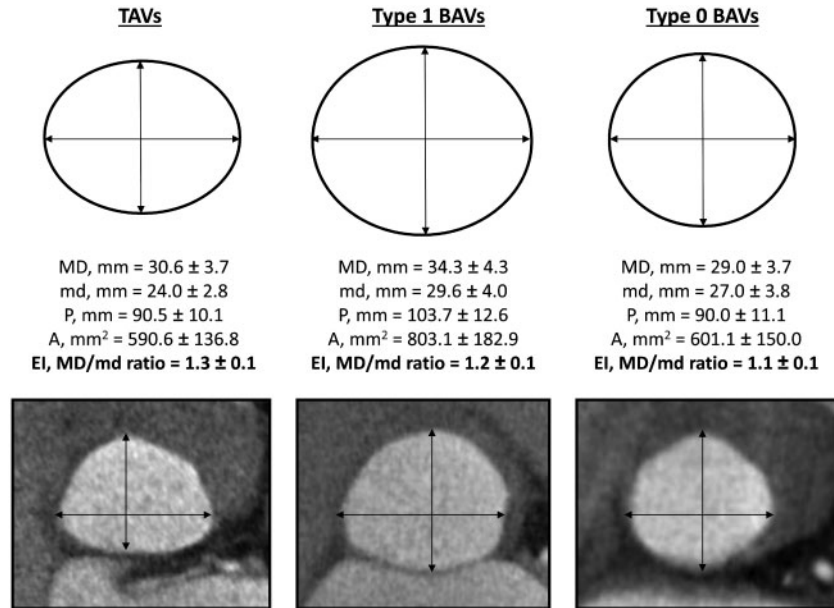 TAVs
MD, mm = 30.6 ± 3.7
md, mm = 24.0 ± 2.8
P, mm = 90.5 ± 10.1
A, mm² = 590.6 ± 136.8
EI, MD/md ratio = 1.3 ± 0.1
Type 1 BAVs
MD, mm = 34.3 ± 4.3
md, mm = 29.6 ± 4.0
P, mm = 103.7 ± 12.6
A, mm² = 803.1 ± 182.9
EI, MD/md ratio = 1.2 ± 0.1
Type 0 BAVs
MD, mm = 29.0 ± 3.7
md, mm = 27.0 ± 3.8
P, mm = 90.0 ± 11.1
A, mm² = 601.1 ± 150.0
EI, MD/md ratio = 1.1 ± 0.1